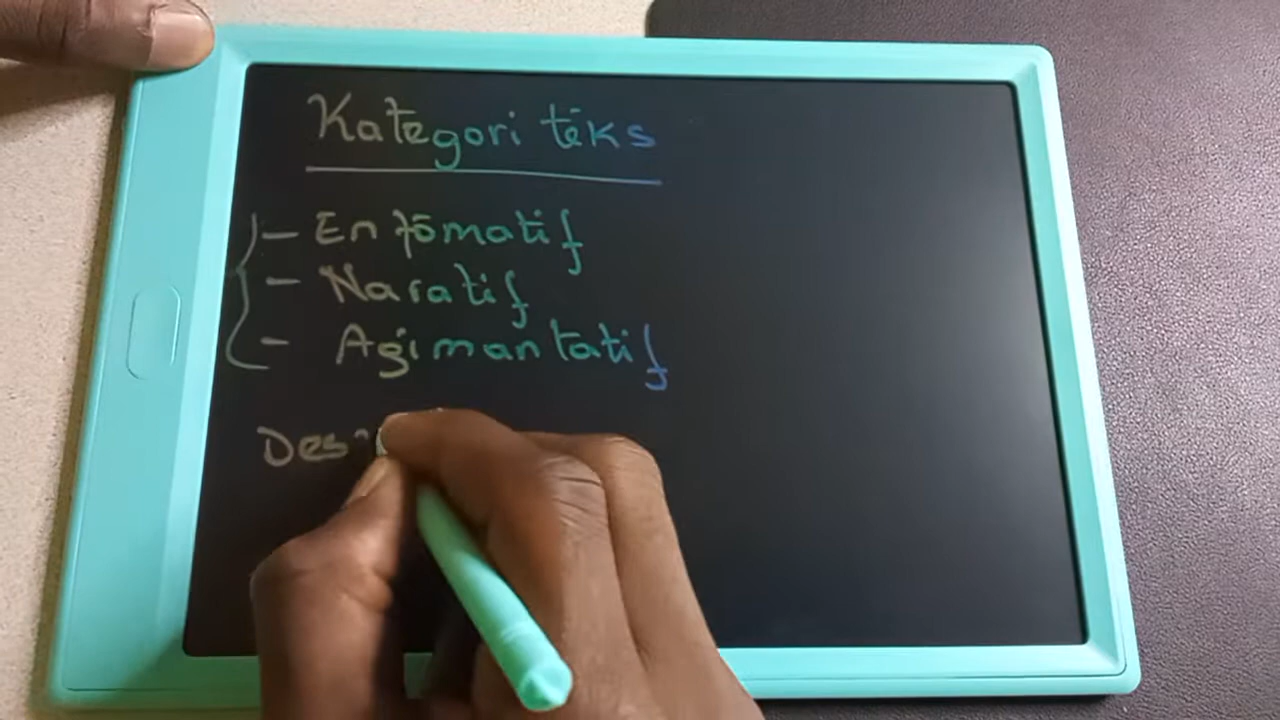 Kategori tèks
- Enfòmatif
- Naratif
- Agimantatif